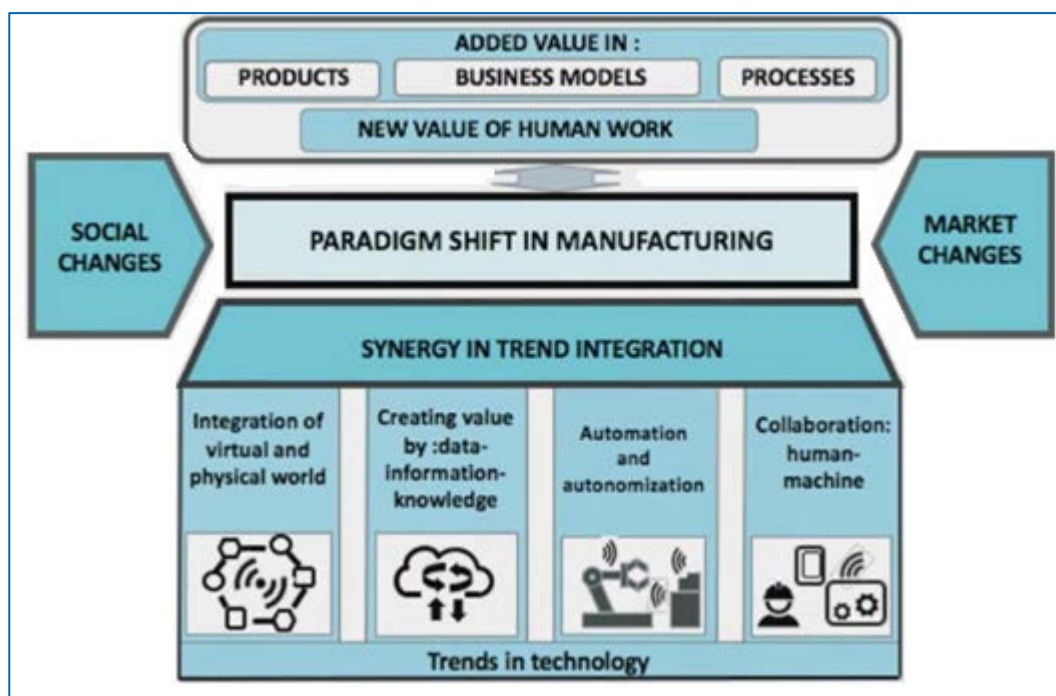 ADDED VALUE IN :
PRODUCTS
BUSINESS MODELS
PROCESSES
NEW VALUE OF HUMAN WORK
SOCIAL
CHANGES
PARADIGM SHIFT IN MANUFACTURING
MARKET
CHANGES
SYNERGY IN TREND INTEGRATION
Integration of
virtual and
physical world
Creating value
by :data-
information-
knowledge
Automation
and
autonomization
Collaboration:
human-
machine
Trends in technology